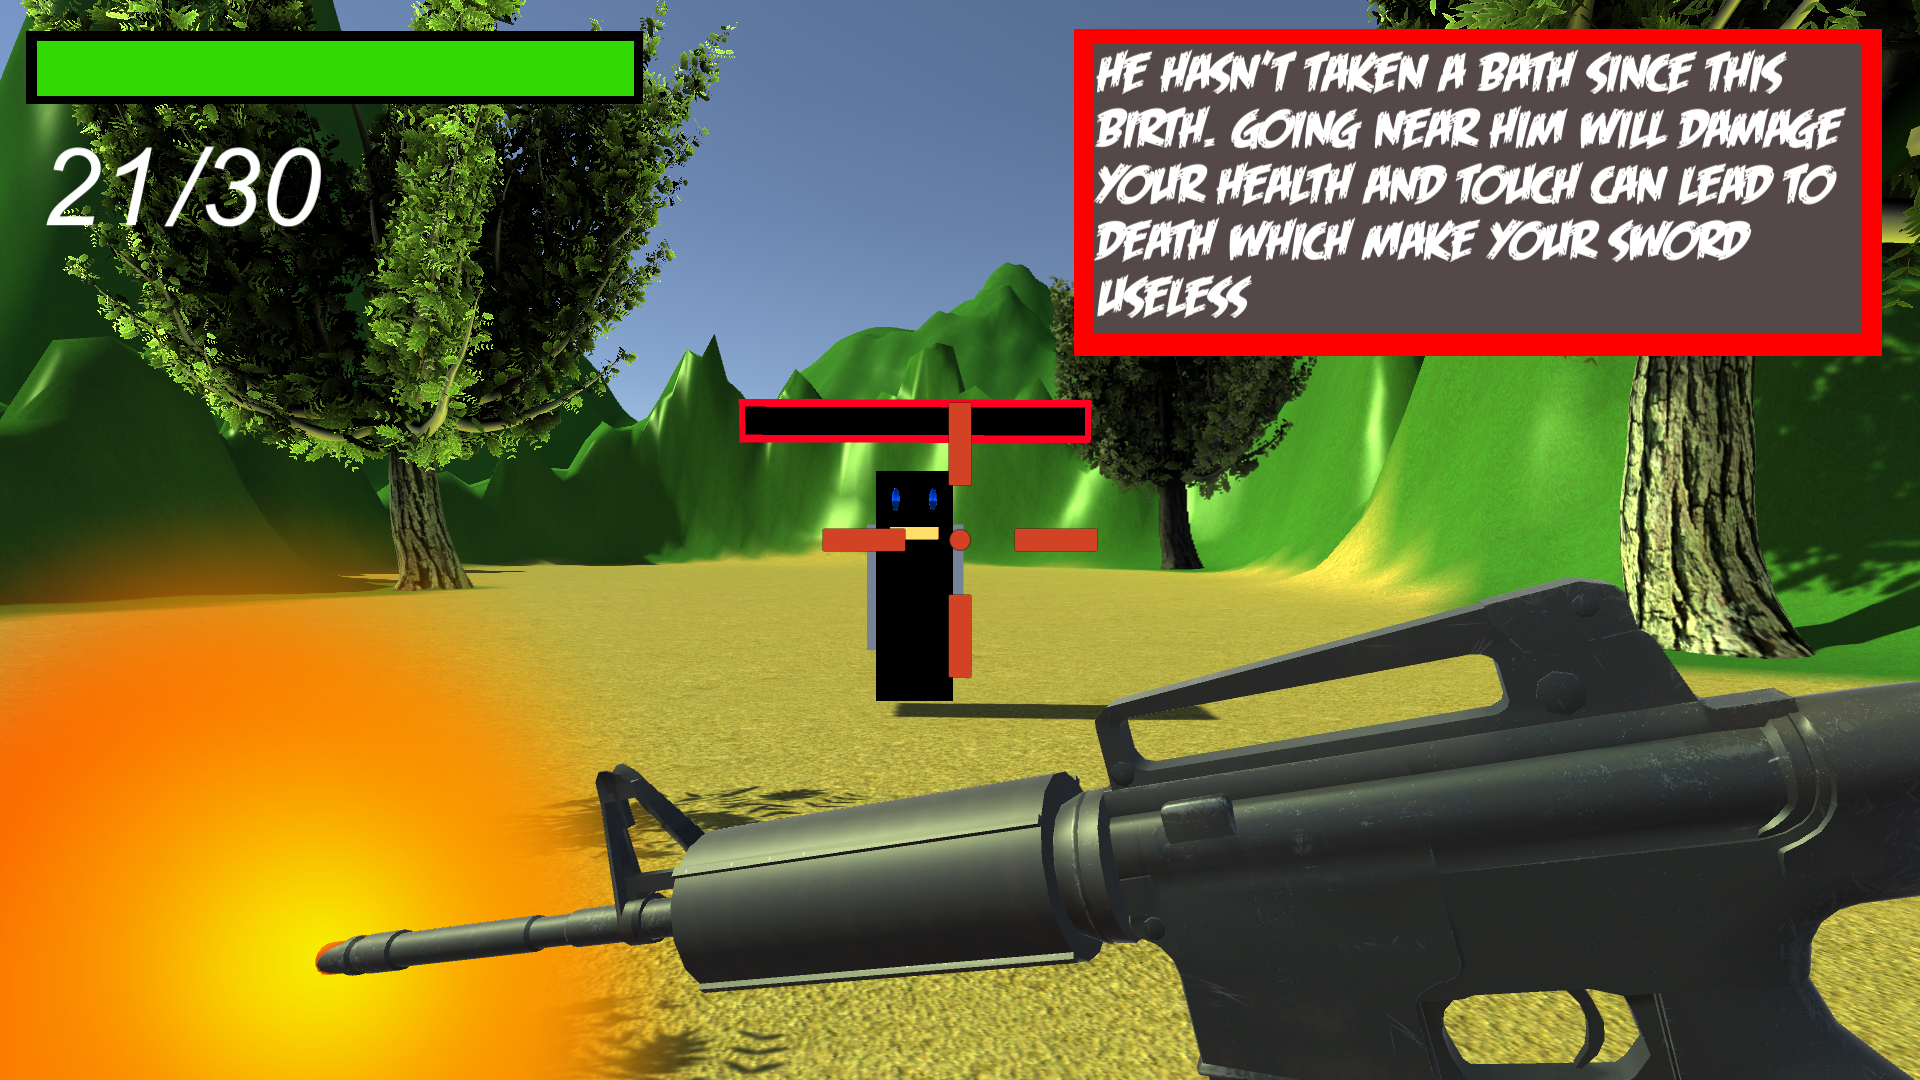 HE HASN'T TAKEN A BATH SINCE THIS
BIRTH. GOING NEAR HIM WILL DAMAGE
YOUR HEALTH AND TOUCH CAN LEAD TO
DEATH WHICH MAKE YOUR SWORD
USELESS
21/30